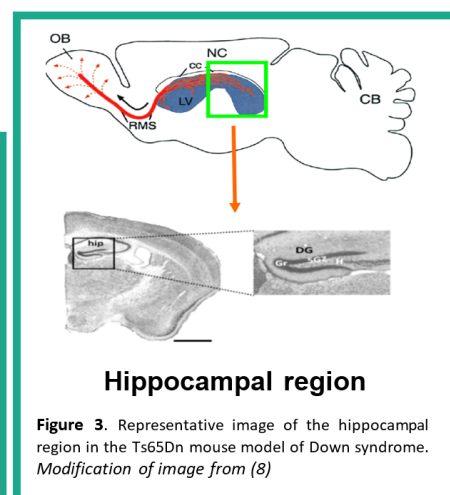 OB
NC
cc
LV
RMS
CB
hip
DG
SGZ
Gr
H
Hippocampal region
Figure 3. Representative image of the hippocampal
region in the Ts65Dn mouse model of Down syndrome.
Modification of image from (8)